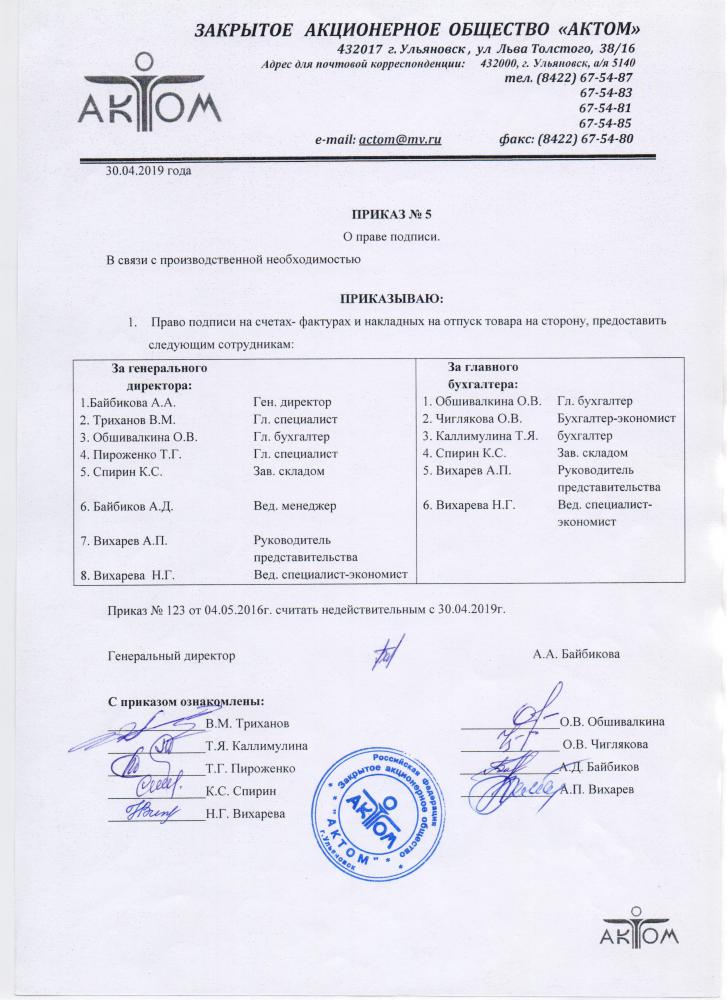 ЗАКРЫТОЕ АКЦИОНЕРНОЕ ОБЩЕСТВО «АКТОМ»
432017 г. Ульяновск , ул Льва Толстого, 38/16
Адрес для почтовой корреспонденции: 432000, г. Ульяновск, а/я 5140
тел. (8422) 67-54-87
67-54-83
67-54-81
67-54-85
e-mail: actom@mv.ru факс: (8422) 67-54-80
АКТОМ
30.04.2019 года
ПРИКАЗ № 5
О праве подписи.
В связи с производственной необходимостью
ПРИКАЗЫВАЮ:
1. Право подписи на счетах- фактурах и накладных на отпуск товара на сторону, предоставить
следующим сотрудникам:
За генерального
директора:
1.Байбикова А.А. Ген. директор
2. Триханов В.М. Гл. специалист
3. Обшивалкина О.В. Гл. бухгалтер
4. Пироженко Т.Г. Гл. специалист
5. Спирин К.С. Зав. складом
6. Байбиков А.Д. Вед. менеджер
7. Вихарев А.П. Руководитель
представительства
8. Вихарева Н.Г. Вед. специалист-экономист
За главного
бухгалтера:
1. Обшивалкина О.В. Гл. бухгалтер
2. Чиглякова О.В. Бухгалтер-экономист
3. Каллимулина Т.Я. бухгалтер
4. Спирин К.С. Зав. складом
5. Вихарев А.П. Руководитель
представительства
6. Вихарева Н.Г. Вед. специалист-
экономист
Приказ № 123 от 04.05.2016г. считать недействительным с 30.04.2019г.
Генеральный директор А.А. Байбикова
С приказом ознакомлены:
В.М. Триханов О.В. Обшивалкина
Т.Я. Каллимулина О.В. Чиглякова
Т.Г. Пироженко А.Д. Байбиков
К.С. Спирин А.П. Вихарев
Н.Г. Вихарева
Российская Федерация
г.Ульяновск
* Закрытое акционерное общество *
"АКТОМ"
АКТОМ
АКТОМ